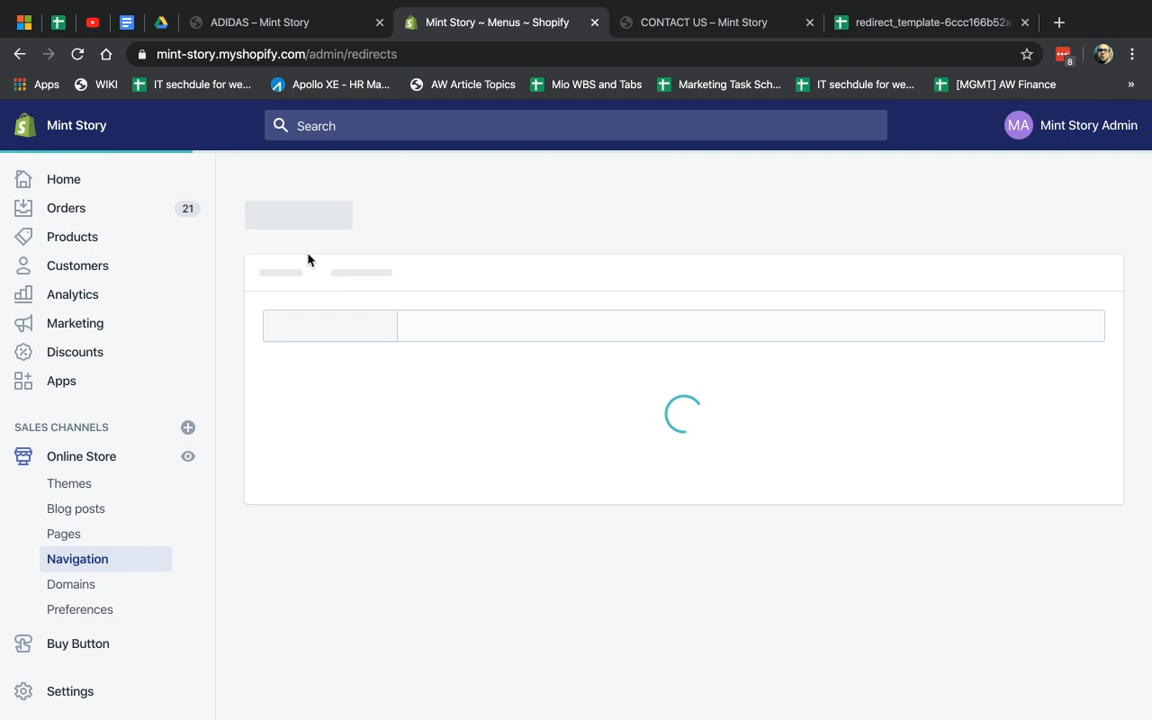 ADIDAS – Mint Story
Mint Story ~ Menus ~ Shopify
CONTACT US – Mint Story
redirect_template-6ccc166b52a
mint-story.myshopify.com/admin/redirects
8
Apps
WIKI
IT sechdule for we...
Apollo XE - HR Ma...
AW Article Topics
Mio WBS and Tabs
Marketing Task Sch...
IT sechdule for we...
[MGMT] AW Finance
»
Mint Story
Search
MA
Mint Story Admin
Home
Orders
21
Products
Customers
Analytics
Marketing
Discounts
Apps
SALES CHANNELS
Online Store
Themes
Blog posts
Pages
Navigation
Domains
Preferences
Buy Button
Settings